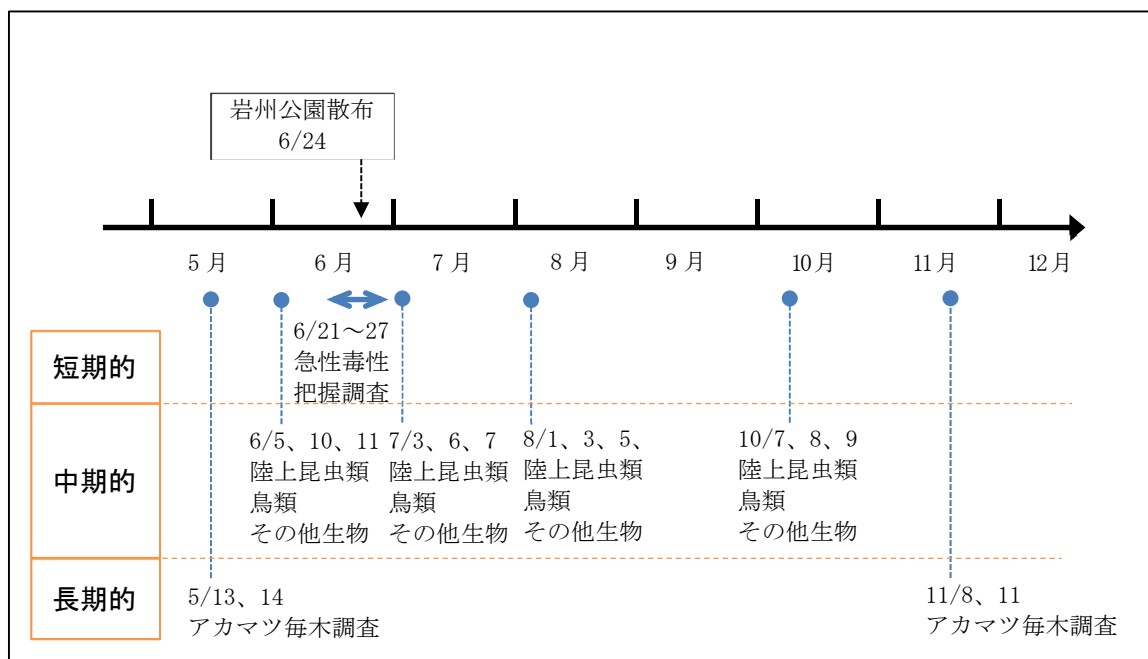 岩州公園散布
6/24
5月
6月
7月
8月
9月
10月
11月
12月
短期的
6/21～27
急性毒性
把握調査
中期的
6/5、10、11
陸上昆虫類
鳥類
その他生物
7/3、6、7
陸上昆虫類
鳥類
その他生物
8/1、3、5、
陸上昆虫類
鳥類
その他生物
10/7、8、9
陸上昆虫類
鳥類
その他生物
長期的
5/13、14
アカマツ毎木調査
11/8、11
アカマツ毎木調査